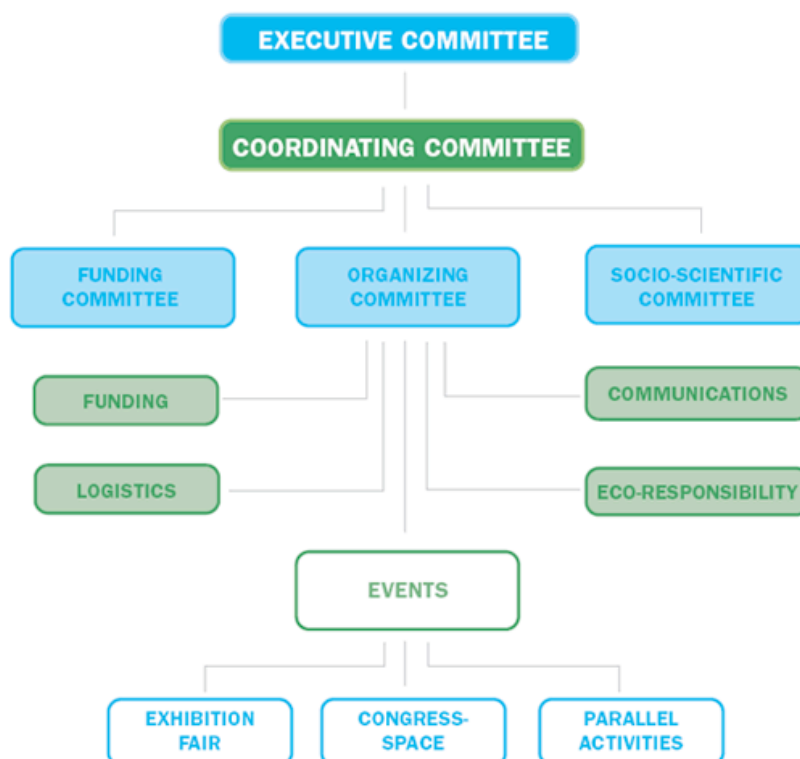 EXECUTIVE COMMITTEE
COORDINATING COMMITTEE
FUNDING
COMMITTEE
ORGANIZING
COMMITTEE
SOCIO-SCIENTIFIC
COMMITTEE
FUNDING
COMMUNICATIONS
LOGISTICS
ECO-RESPONSIBILITY
EVENTS
EXHIBITION
FAIR
CONGRESS-
SPACE
PARALLEL
ACTIVITIES